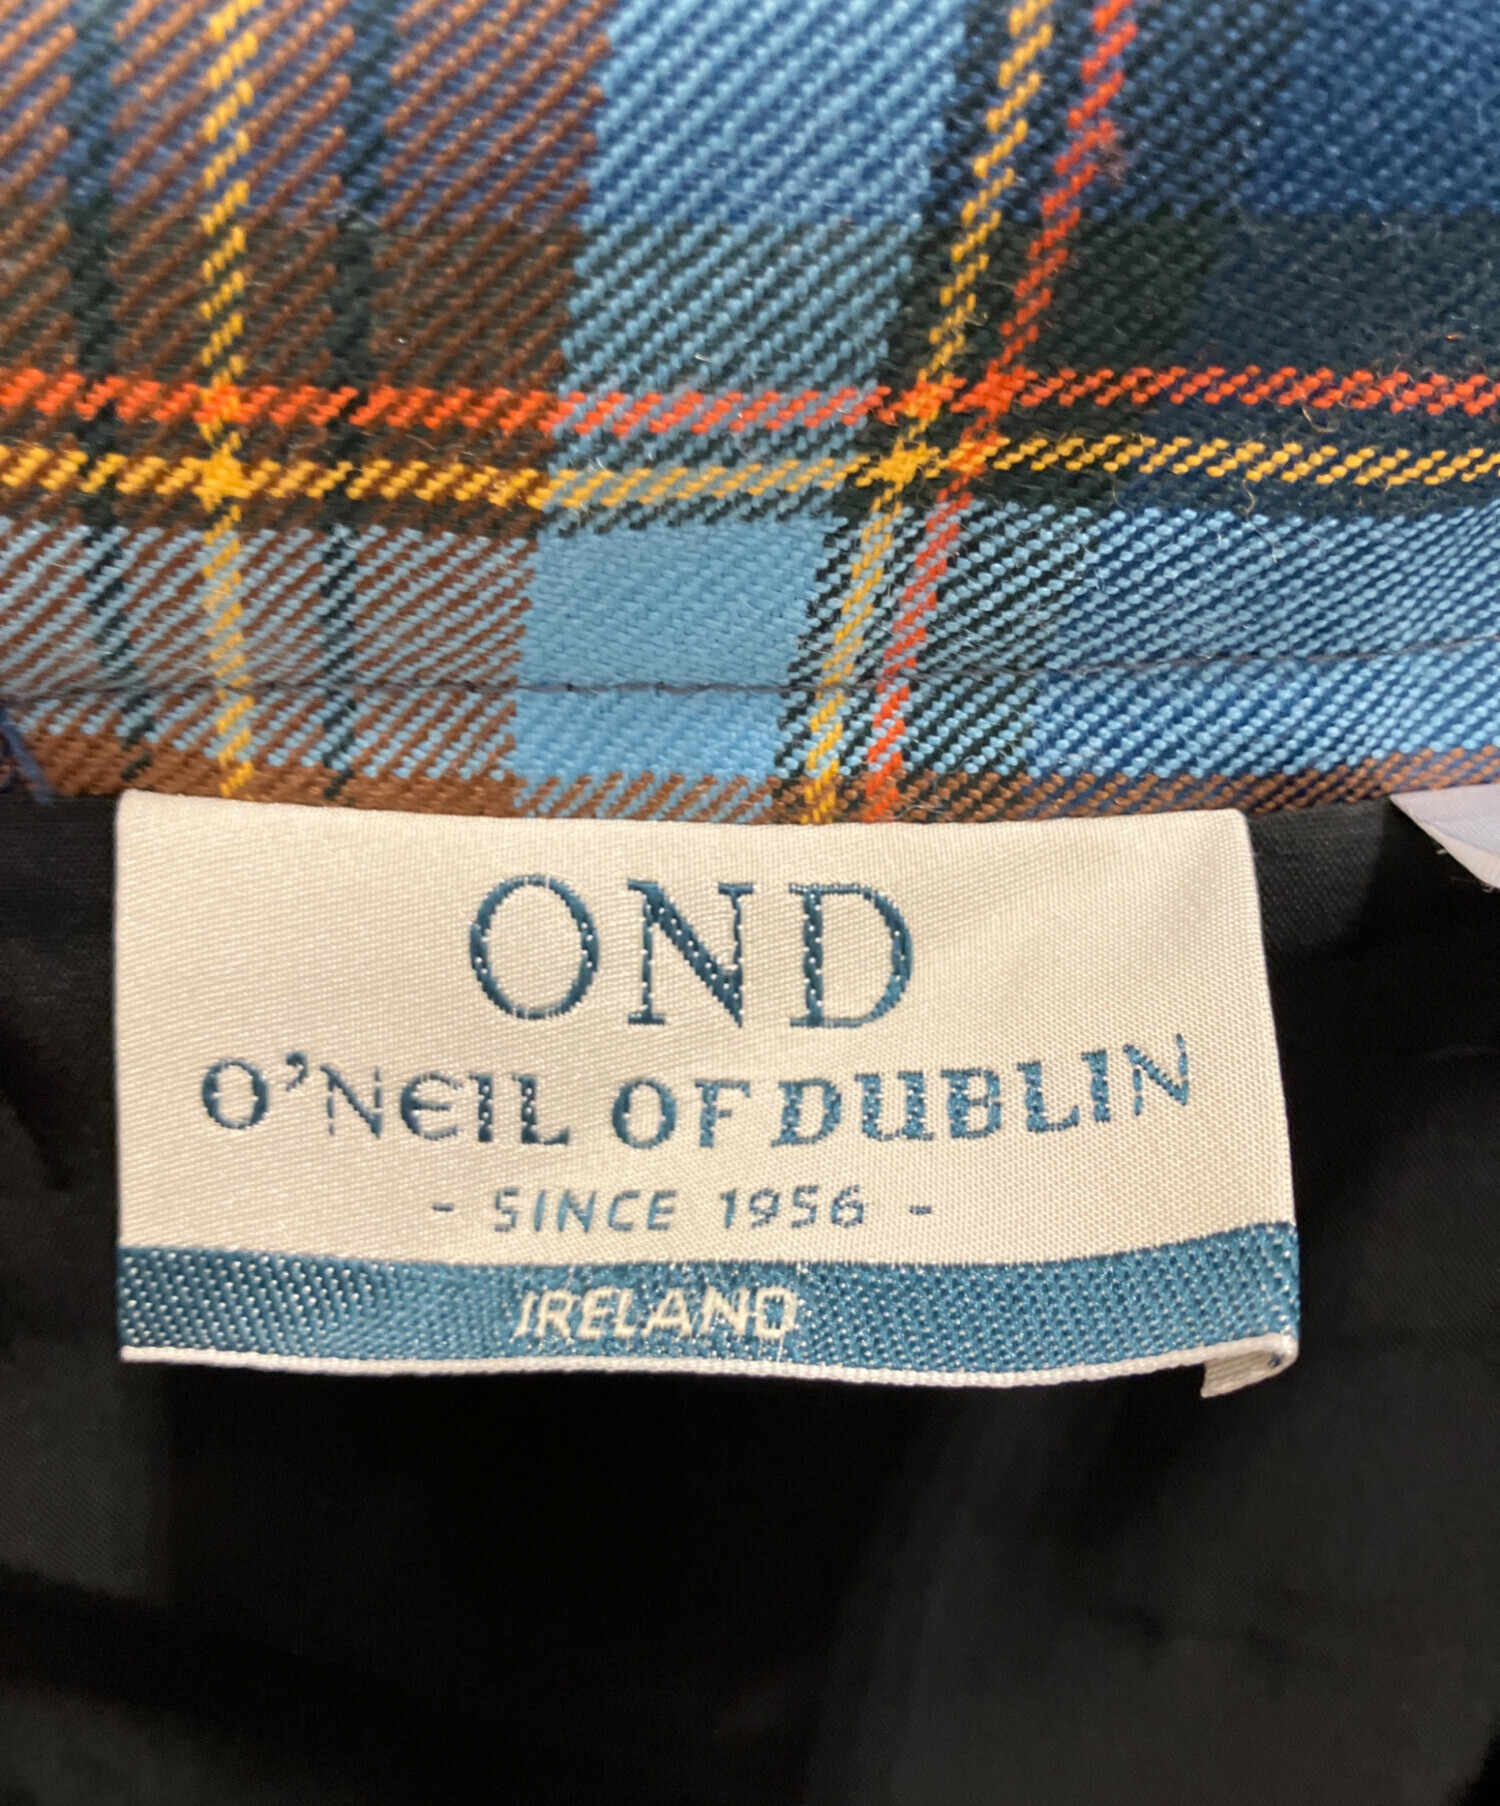 OND
O'NEIL OF DUBLIN
- SINCE 1956 -
IRELAND